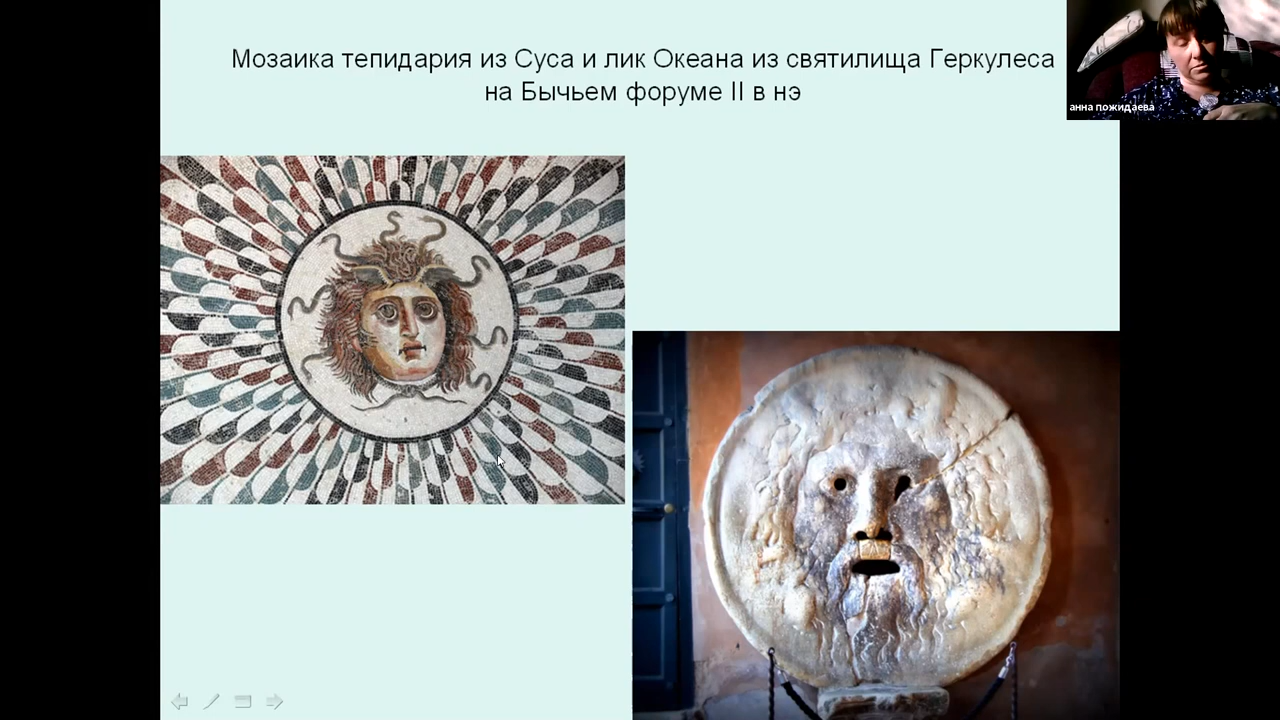 Мозаика тепидария из Суса и лик Океана из святилища Геркулеса
на Бычьем форуме II в нэ
анна пожидаева